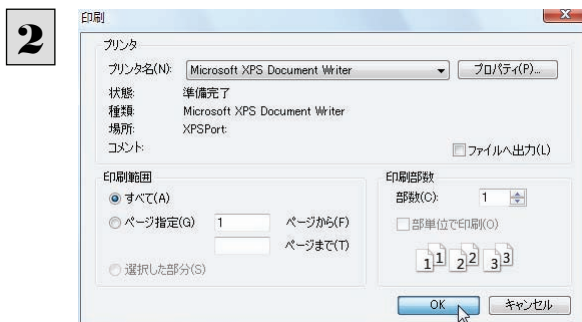 2
印刷
プリンタ
プリンタ名(N): Microsoft XPS Document Writer プロパティ(P)...
状態: 準備完了
種類: Microsoft XPS Document Writer
場所: XPSPort:
コメント: ファイルへ出力(L)
印刷範囲
すべて(A)
ページ指定(G) 1 ページから(F)
ページまで(T)
選択した部分(S)
印刷部数
部数(C): 1
部単位で印刷(O)
1 1 2 2 3 3
OK キャンセル